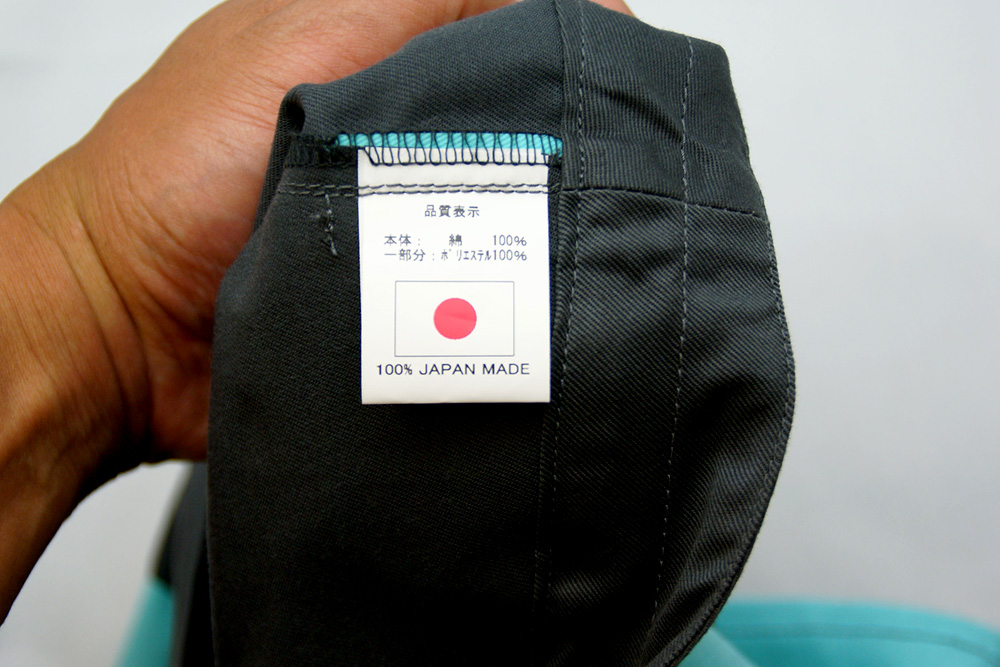 品質表示
本体: 綿 100%
一部分:ポリエステル100%
100% JAPAN MADE